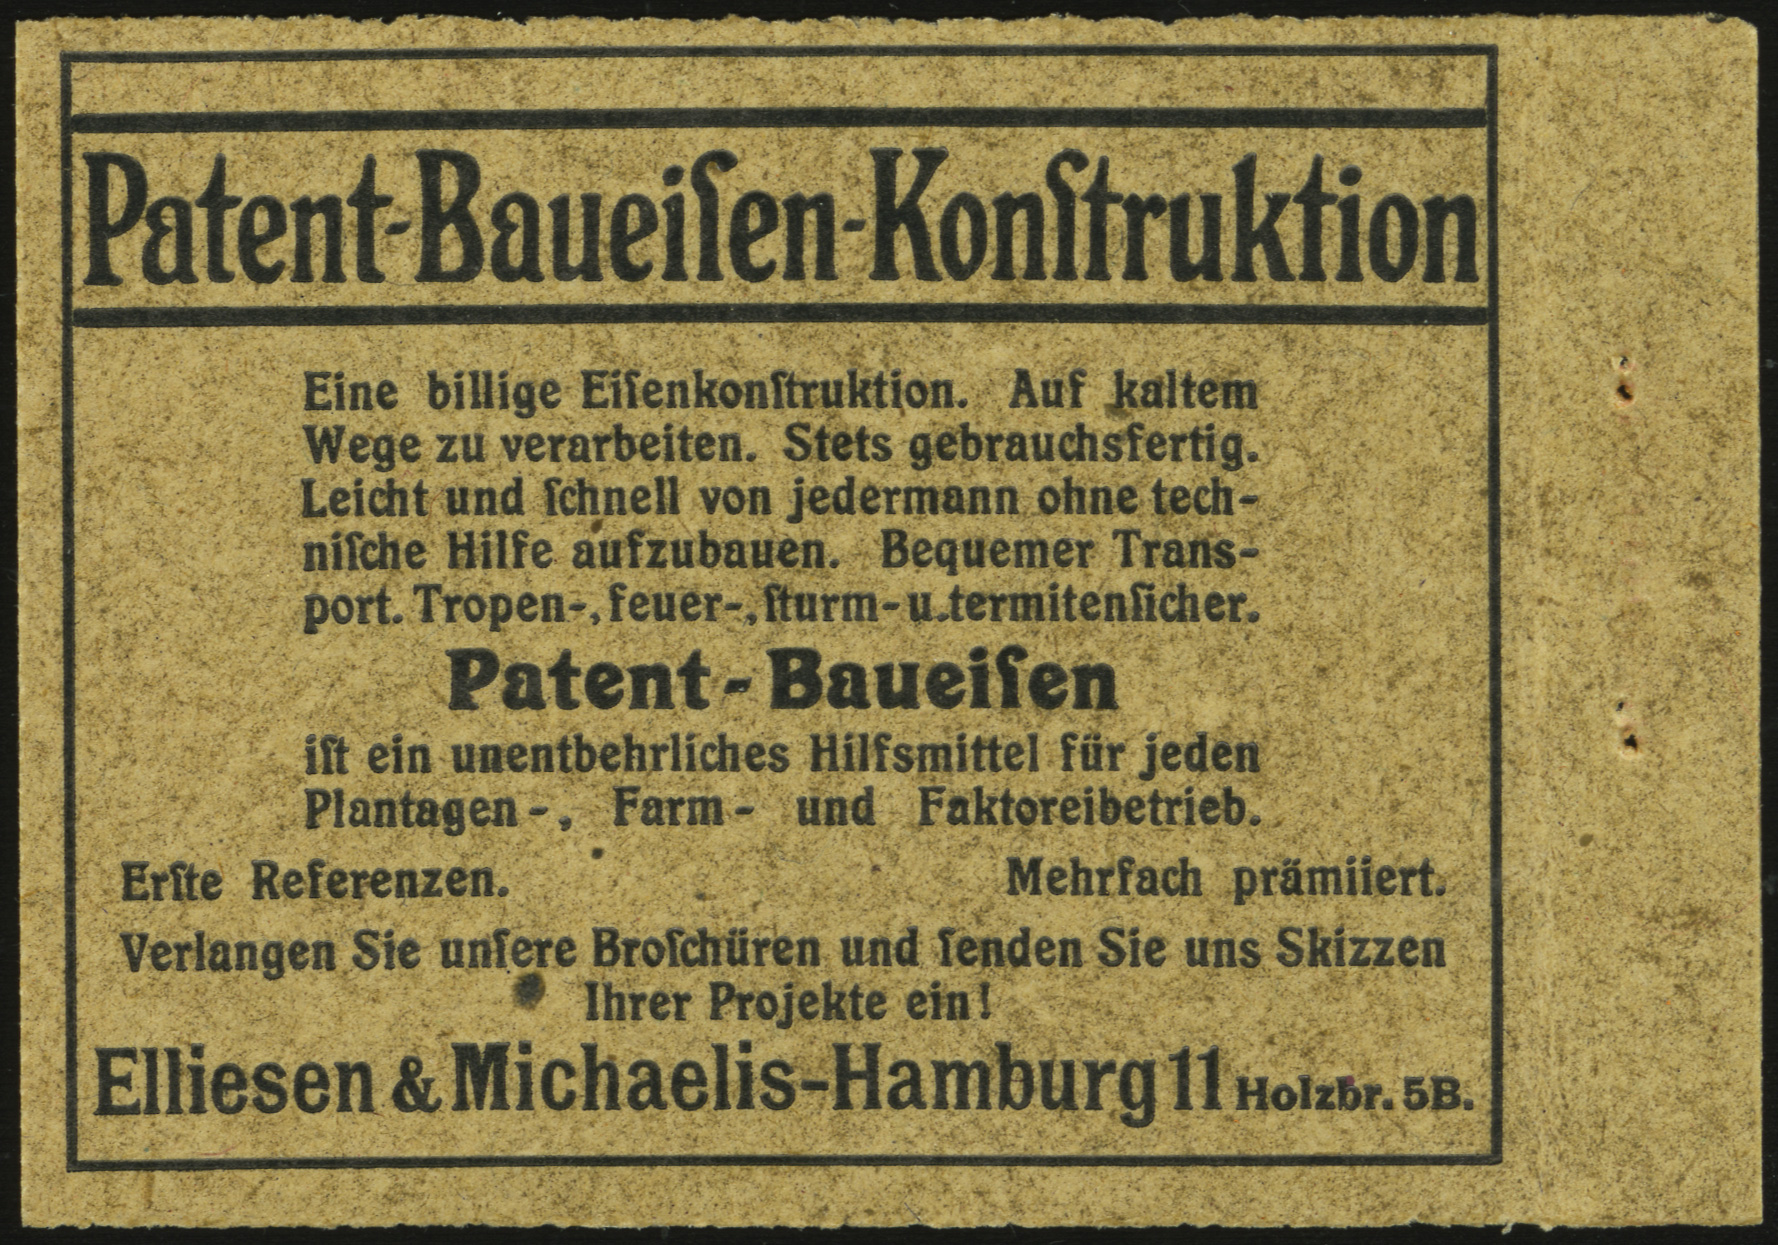 Patent-Baueiſen-Konſtruktion
Eine billige Eiſenkonſtruktion. Auf kaltem
Wege zu verarbeiten. Stets gebrauchsfertig.
Leicht und ſchnell von jedermann ohne tech-
niſche Hilfe aufzubauen. Bequemer Trans-
port. Tropen-, feuer-, ſturm- u. termitenſicher.
Patent-Baueiſen
iſt ein unentbehrliches Hilfsmittel für jeden
Plantagen-, Farm- und Faktoreibetrieb.
Erſte Referenzen. Mehrfach prämiiert.
Verlangen Sie unſere Broſchüren und ſenden Sie uns Skizzen
Ihrer Projekte ein!
Elliesen & Michaelis-Hamburg 11 Holzbr. 5B.